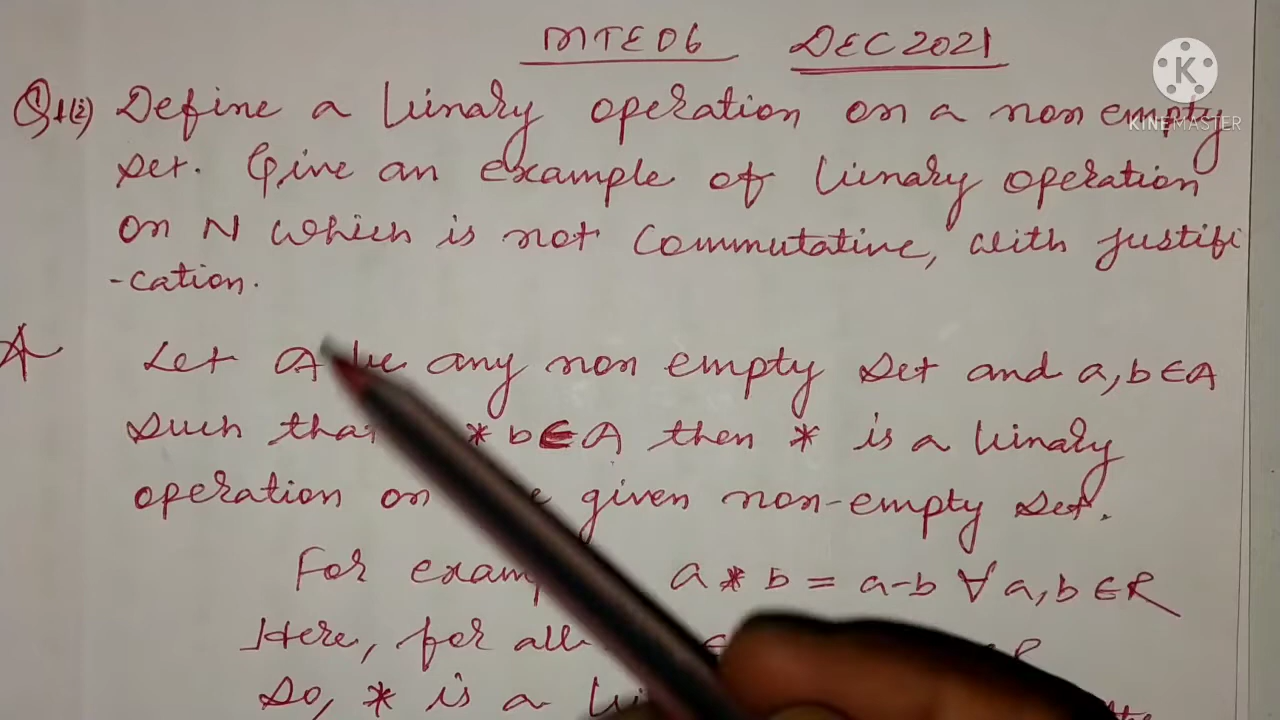 MTE06 DEC 2021
Q1(i) Define a binary operation on a non empty
set. Give an example of binary operation
on N which is not commutative, with justifi
-cation.
A Let A be any non empty set and a, b ∈ A
such that * b ∈ A then * is a binary
operation on given non-empty set.
For a * b = a-b ∀ a, b ∈ R
Here, for all
So, * is a
K
KINEMASTER